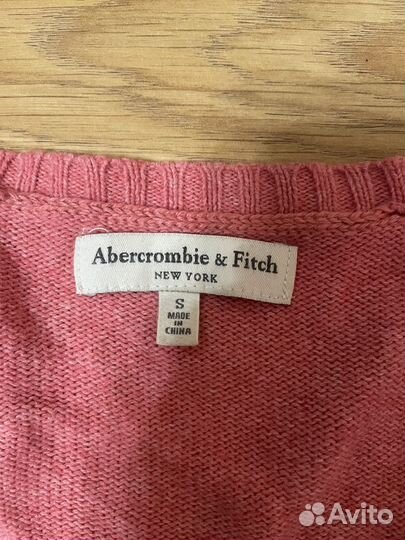 Abercrombie & Fitch
NEW YORK
S
MADE
IN
CHINA
Avito